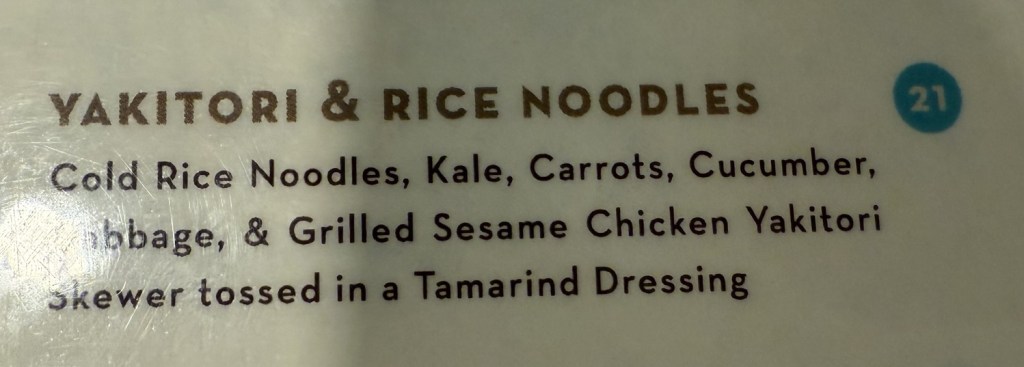 YAKITORI & RICE NOODLES 21
Cold Rice Noodles, Kale, Carrots, Cucumber,
Cabbage, & Grilled Sesame Chicken Yakitori
Skewer tossed in a Tamarind Dressing